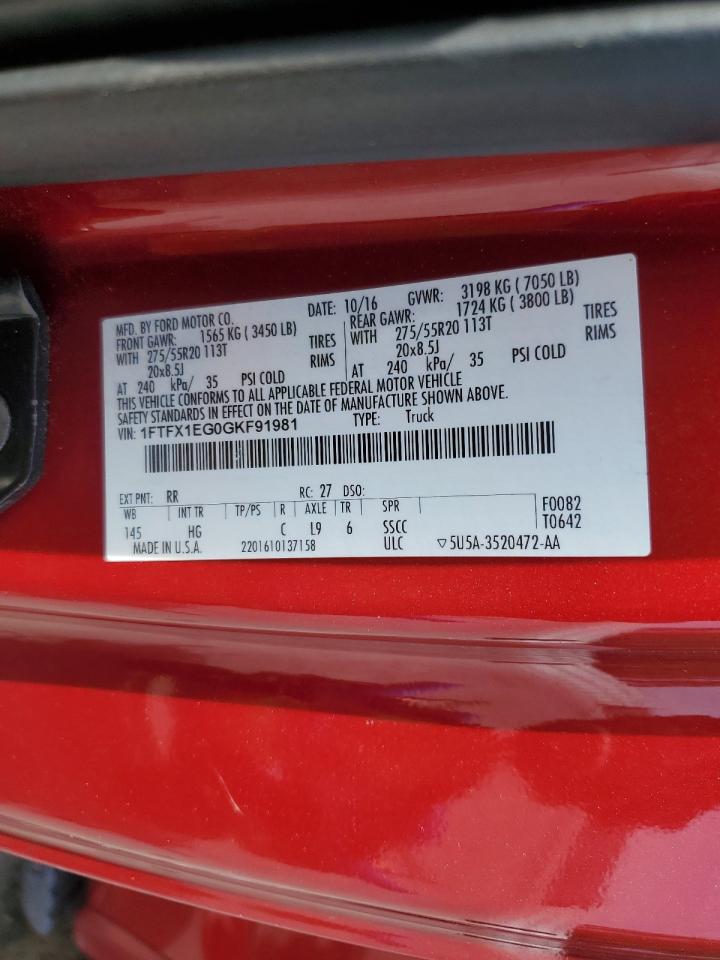 MFD. BY FORD MOTOR CO. DATE: 10/16 GVWR: 3198 KG ( 7050 LB)
FRONT GAWR: 1565 KG ( 3450 LB) REAR GAWR: 1724 KG ( 3800 LB)
WITH 275/55R20 113T TIRES WITH 275/55R20 113T TIRES
20x8.5J RIMS 20x8.5J RIMS
AT 240 kPa/ 35 PSI COLD AT 240 kPa/ 35 PSI COLD
THIS VEHICLE CONFORMS TO ALL APPLICABLE FEDERAL MOTOR VEHICLE
SAFETY STANDARDS IN EFFECT ON THE DATE OF MANUFACTURE SHOWN ABOVE.
VIN: 1FTFX1EG0GKF91981 TYPE: Truck
EXT PNT: RR RC: 27 DSO:
WB INT TR TP/PS R AXLE TR SPR F0082
145 HG C L9 6 SSCC T0642
MADE IN U.S.A. 2201610137158 ULC ▽5U5A-3520472-AA